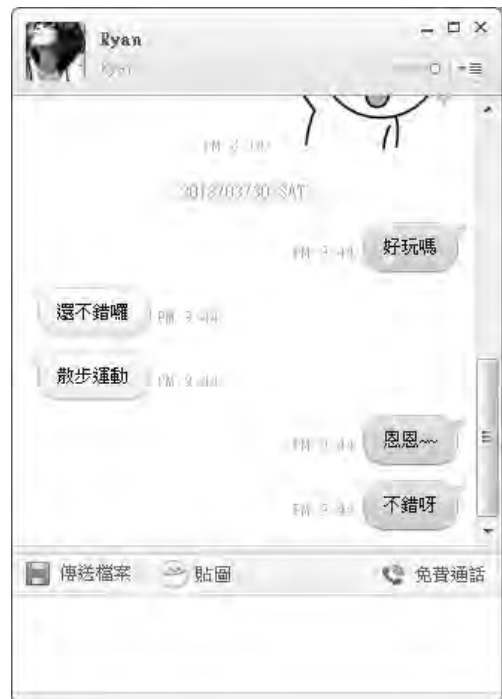 Ryan
Ryan
2013/03/30 SAT
好玩嗎
還不錯囉
散步運動
恩恩~~
不錯呀
傳送檔案 貼圖 免費通話